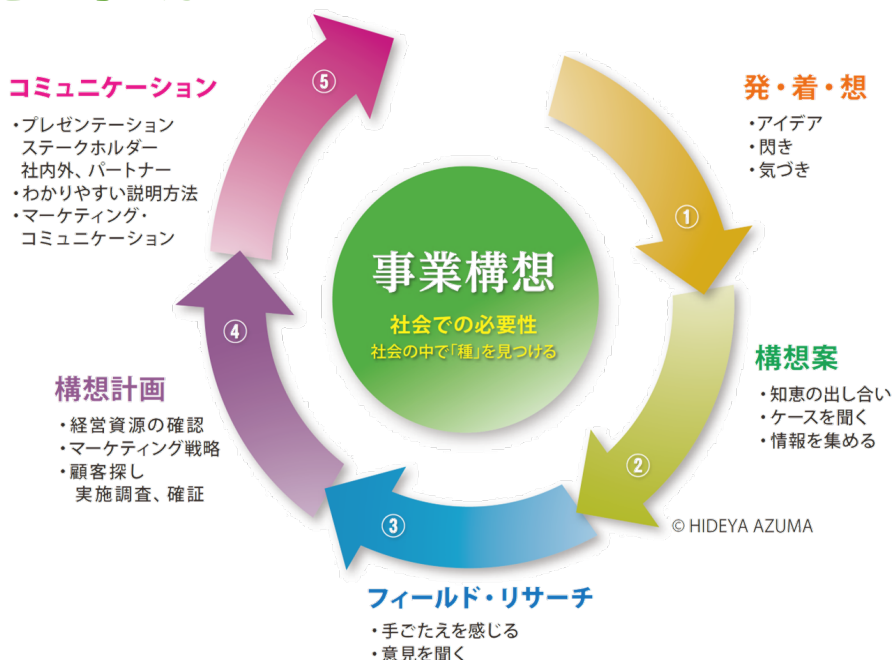 事業構想
社会での必要性
社会の中で「種」を見つける
①
発・着・想
・アイデア
・閃き
・気づき
②
構想案
・知恵の出し合い
・ケースを聞く
・情報を集める
© HIDEYA AZUMA
③
フィールド・リサーチ
・手ごたえを感じる
・意見を聞く
④
構想計画
・経営資源の確認
・マーケティング戦略
・顧客探し
実施調査、確証
⑤
コミュニケーション
・プレゼンテーション
ステークホルダー
社内外、パートナー
・わかりやすい説明方法
・マーケティング・
コミュニケーション